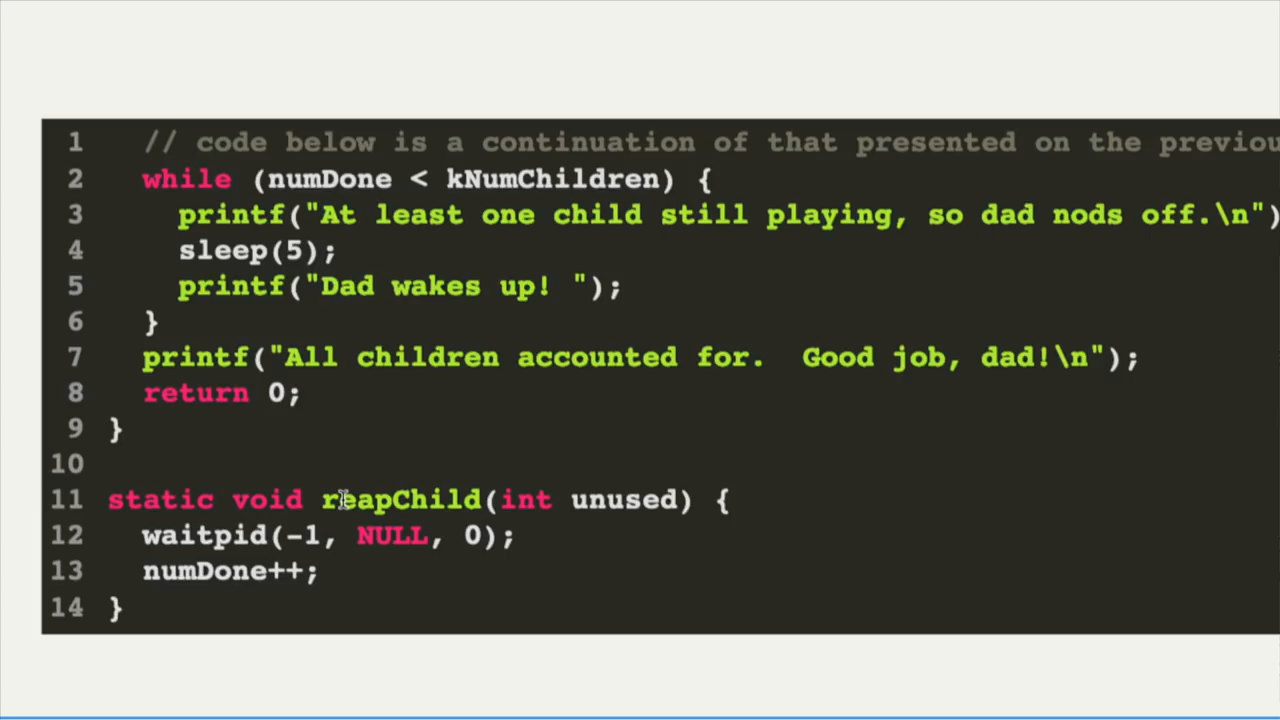 1 // code below is a continuation of that presented on the previou
2 while (numDone < kNumChildren) {
3 printf("At least one child still playing, so dad nods off.\n")
4 sleep(5);
5 printf("Dad wakes up! ");
6 }
7 printf("All children accounted for.  Good job, dad!\n");
8 return 0;
9 }
10
11 static void reapChild(int unused) {
12 waitpid(-1, NULL, 0);
13 numDone++;
14 }